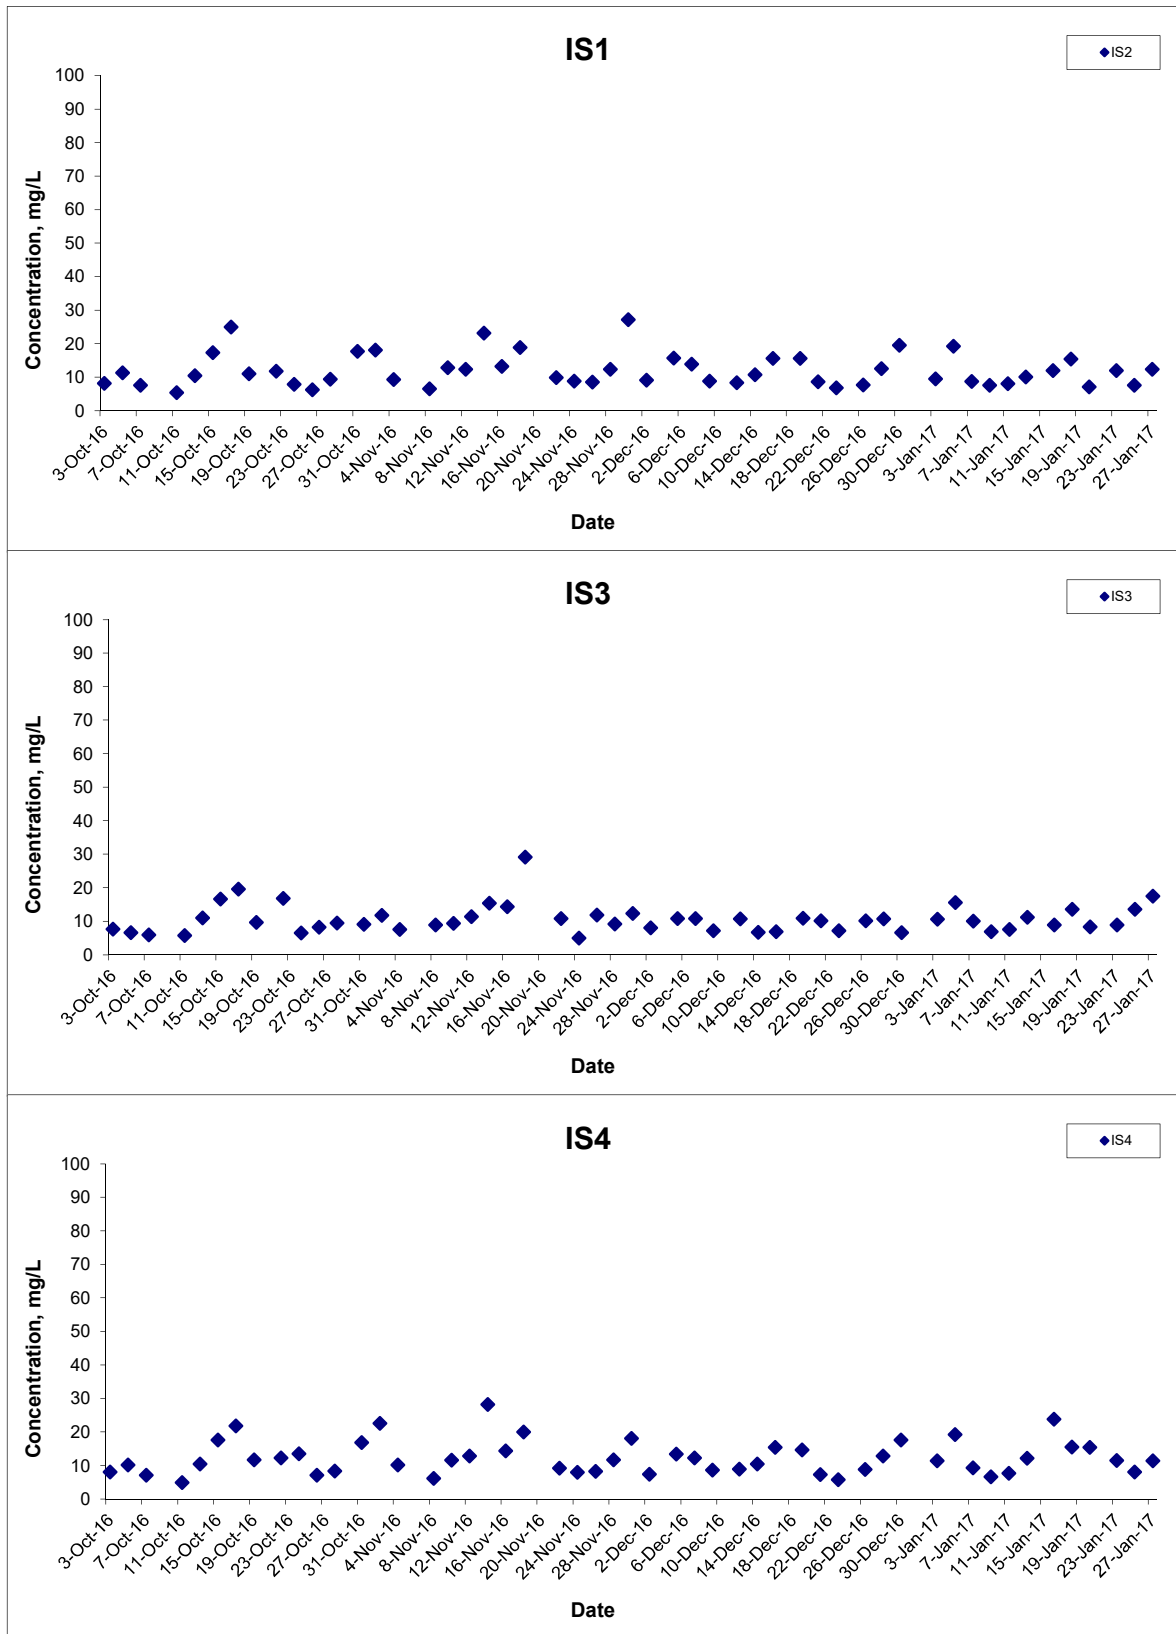 IS1
IS2
Concentration, mg/L
100
90
80
70
60
50
40
30
20
10
0
3-Oct-16
7-Oct-16
11-Oct-16
15-Oct-16
19-Oct-16
23-Oct-16
27-Oct-16
31-Oct-16
4-Nov-16
8-Nov-16
12-Nov-16
16-Nov-16
20-Nov-16
24-Nov-16
28-Nov-16
2-Dec-16
6-Dec-16
10-Dec-16
14-Dec-16
18-Dec-16
22-Dec-16
26-Dec-16
30-Dec-16
3-Jan-17
7-Jan-17
11-Jan-17
15-Jan-17
19-Jan-17
23-Jan-17
27-Jan-17
Date
IS3
IS3
Concentration, mg/L
100
90
80
70
60
50
40
30
20
10
0
3-Oct-16
7-Oct-16
11-Oct-16
15-Oct-16
19-Oct-16
23-Oct-16
27-Oct-16
31-Oct-16
4-Nov-16
8-Nov-16
12-Nov-16
16-Nov-16
20-Nov-16
24-Nov-16
28-Nov-16
2-Dec-16
6-Dec-16
10-Dec-16
14-Dec-16
18-Dec-16
22-Dec-16
26-Dec-16
30-Dec-16
3-Jan-17
7-Jan-17
11-Jan-17
15-Jan-17
19-Jan-17
23-Jan-17
27-Jan-17
Date
IS4
IS4
Concentration, mg/L
100
90
80
70
60
50
40
30
20
10
0
3-Oct-16
7-Oct-16
11-Oct-16
15-Oct-16
19-Oct-16
23-Oct-16
27-Oct-16
31-Oct-16
4-Nov-16
8-Nov-16
12-Nov-16
16-Nov-16
20-Nov-16
24-Nov-16
28-Nov-16
2-Dec-16
6-Dec-16
10-Dec-16
14-Dec-16
18-Dec-16
22-Dec-16
26-Dec-16
30-Dec-16
3-Jan-17
7-Jan-17
11-Jan-17
15-Jan-17
19-Jan-17
23-Jan-17
27-Jan-17
Date